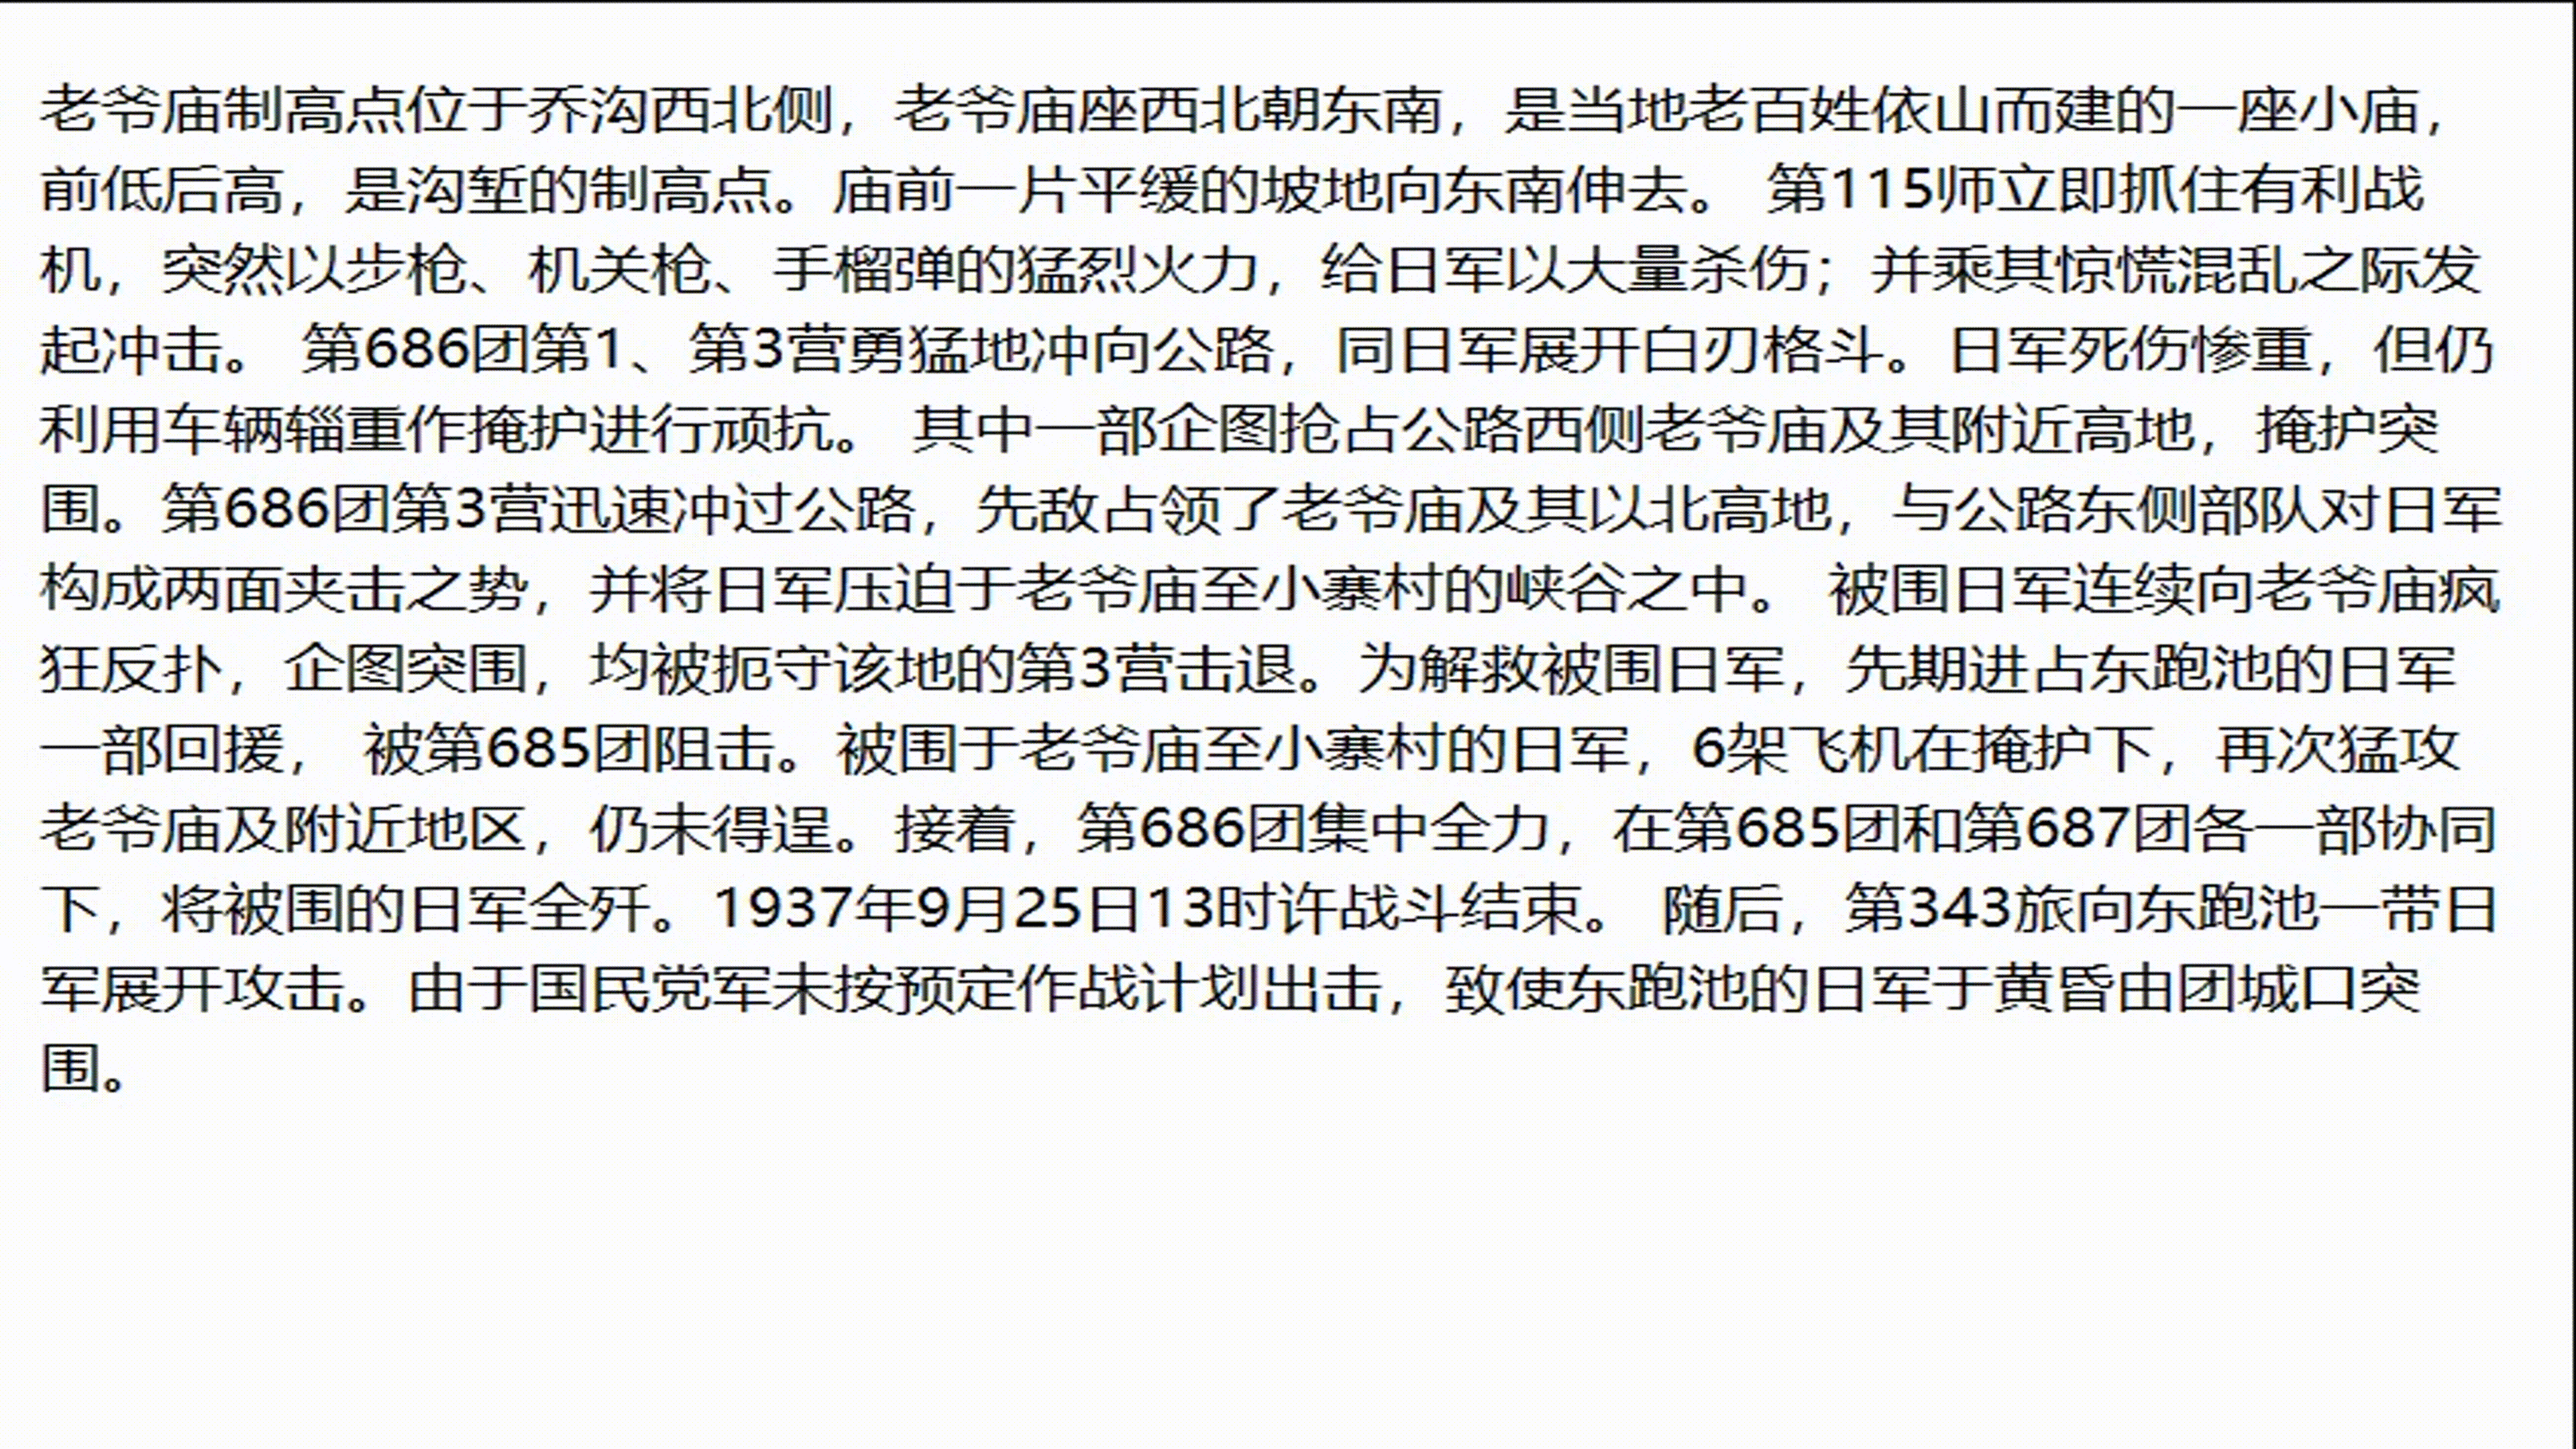 老爷庙制高点位于乔沟西北侧，老爷庙座西北朝东南，是当地老百姓依山而建的一座小庙，
前低后高，是沟堑的制高点。庙前一片平缓的坡地向东南伸去。 第115师立即抓住有利战
机，突然以步枪、机关枪、手榴弹的猛烈火力，给日军以大量杀伤；并乘其惊慌混乱之际发
起冲击。 第686团第1、第3营勇猛地冲向公路，同日军展开白刃格斗。日军死伤惨重，但仍
利用车辆辎重作掩护进行顽抗。 其中一部企图抢占公路西侧老爷庙及其附近高地，掩护突
围。第686团第3营迅速冲过公路，先敌占领了老爷庙及其以北高地，与公路东侧部队对日军
构成两面夹击之势，并将日军压迫于老爷庙至小寨村的峡谷之中。 被围日军连续向老爷庙疯
狂反扑，企图突围，均被扼守该地的第3营击退。为解救被围日军，先期进占东跑池的日军
一部回援， 被第685团阻击。被围于老爷庙至小寨村的日军，6架飞机在掩护下，再次猛攻
老爷庙及附近地区，仍未得逞。接着，第686团集中全力，在第685团和第687团各一部协同
下，将被围的日军全歼。1937年9月25日13时许战斗结束。 随后，第343旅向东跑池一带日
军展开攻击。由于国民党军未按预定作战计划出击，致使东跑池的日军于黄昏由团城口突
围。